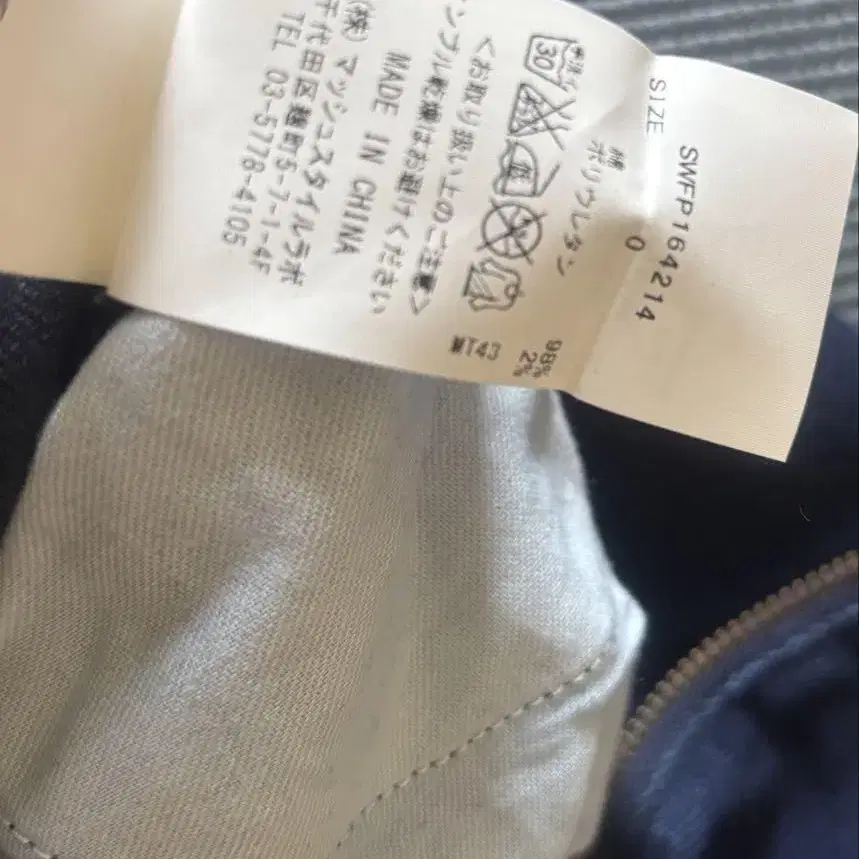 SWFP164214
SIZE 0
綿 98%
ポリウレタン 2%
30
MT43
<お取り扱い上のご注意>
ンブル乾燥はお避けください
MADE IN CHINA
(株) マッシュスタイルラボ
千代田区麹町5-7-1-4F
TEL 03-5778-4105